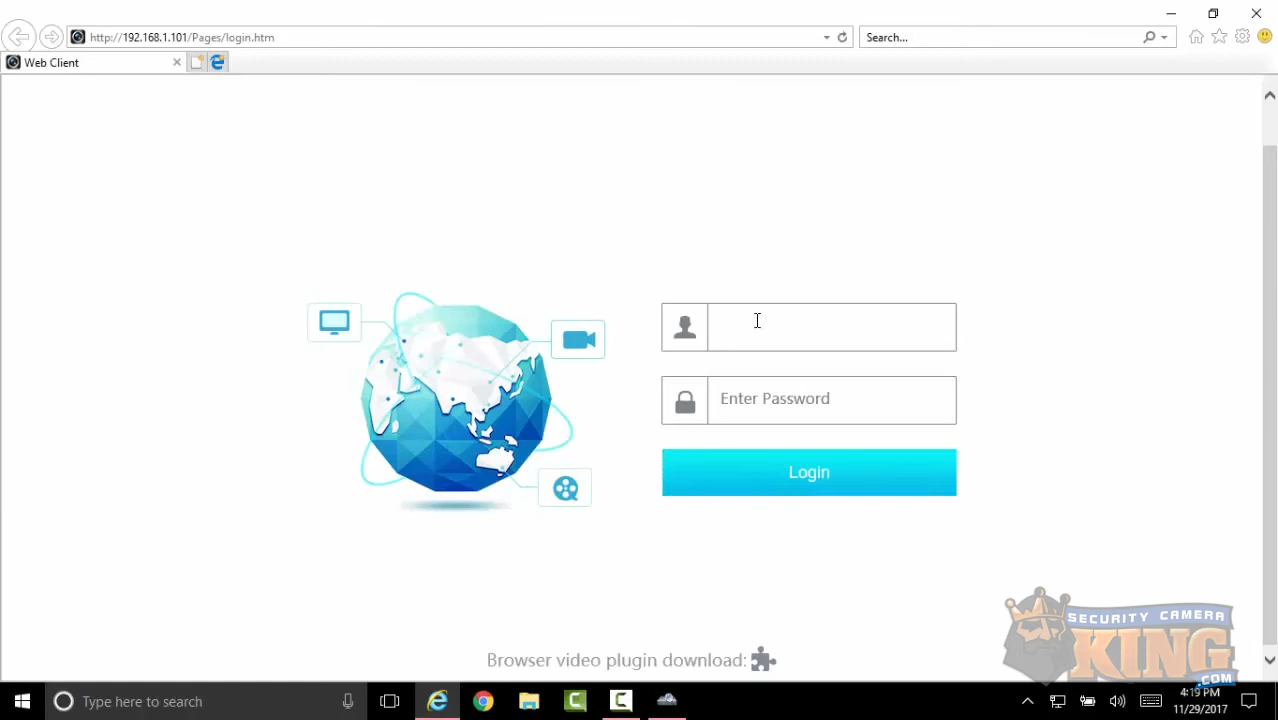 http://192.168.1.101/Pages/login.htm
Search...
Web Client
Enter Password
Login
Browser video plugin download:
SECURITY CAMERA
KING
.COM
Type here to search
4:19 PM
11/29/2017